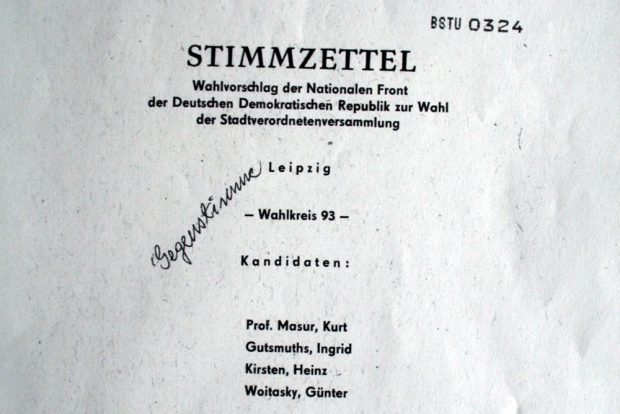 BSTU 0324
STIMMZETTEL
Wahlvorschlag der Nationalen Front
der Deutschen Demokratischen Republik zur Wahl
der Stadtverordnetenversammlung
Leipzig
Gegenstimme
– Wahlkreis 93 –
Kandidaten:
Prof. Masur, Kurt
Gutsmuths, Ingrid
Kirsten, Heinz
Woitasky, Günter